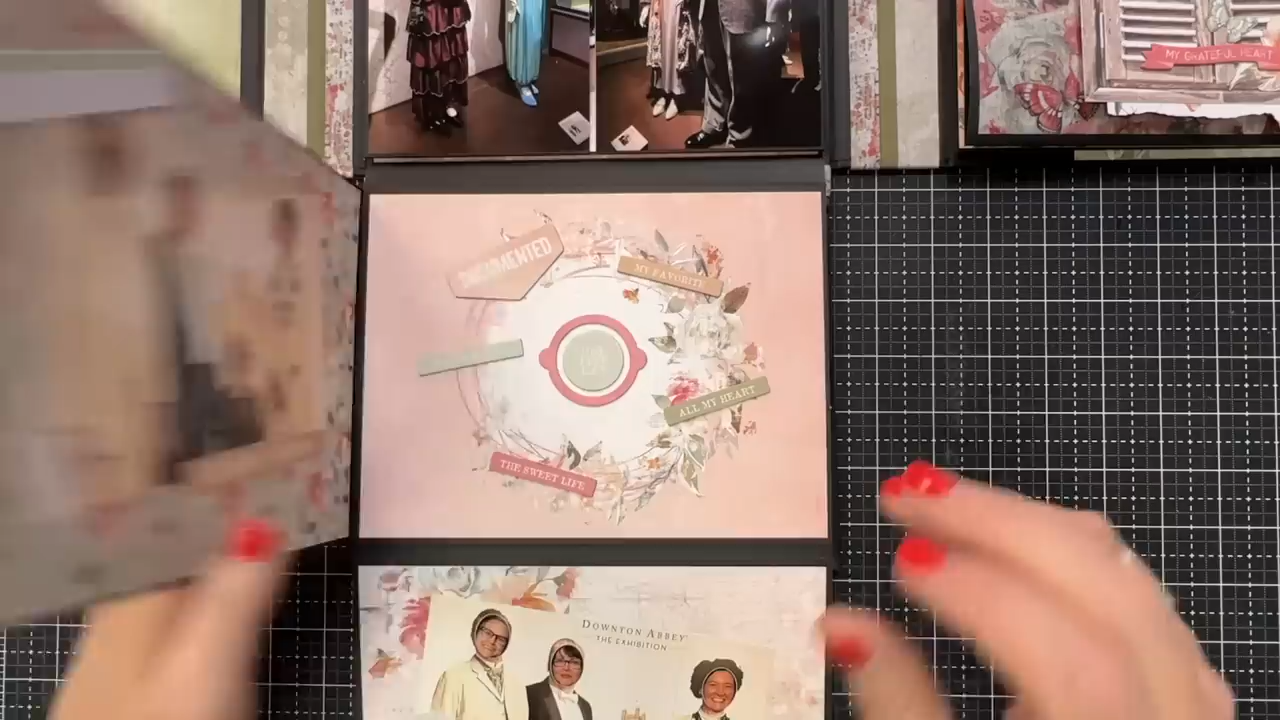 MY GRATEFUL HEART
DOCUMENTED
MY FAVORITE
ALL MY HEART
THE SWEET LIFE
DOWNTON ABBEY
THE EXHIBITION